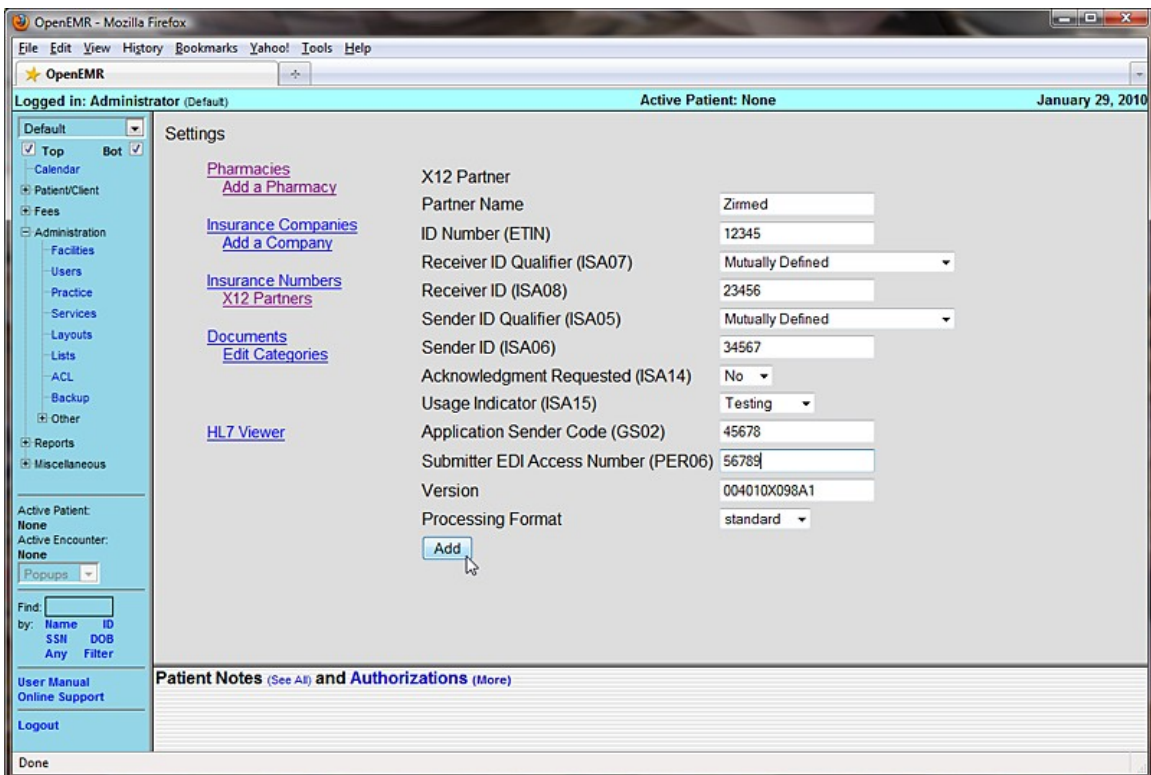 OpenEMR - Mozilla Firefox
File Edit View History Bookmarks Yahoo! Tools Help
OpenEMR
Logged in: Administrator (Default) Active Patient: None January 29, 2010
Default
Top Bot
Calendar
Patient/Client
Fees
Administration
Facilities
Users
Practice
Services
Layouts
Lists
ACL
Backup
Other
Reports
Miscellaneous
Active Patient:
None
Active Encounter:
None
Popups
Find:
by: Name ID
SSN DOB
Any Filter
User Manual
Online Support
Logout
Settings
Pharmacies
Add a Pharmacy
Insurance Companies
Add a Company
Insurance Numbers
X12 Partners
Documents
Edit Categories
HL7 Viewer
X12 Partner
Partner Name Zirmed
ID Number (ETIN) 12345
Receiver ID Qualifier (ISA07) Mutually Defined
Receiver ID (ISA08) 23456
Sender ID Qualifier (ISA05) Mutually Defined
Sender ID (ISA06) 34567
Acknowledgment Requested (ISA14) No
Usage Indicator (ISA15) Testing
Application Sender Code (GS02) 45678
Submitter EDI Access Number (PER06) 56789
Version 004010X098A1
Processing Format standard
Add
Patient Notes (See All) and Authorizations (More)
Done